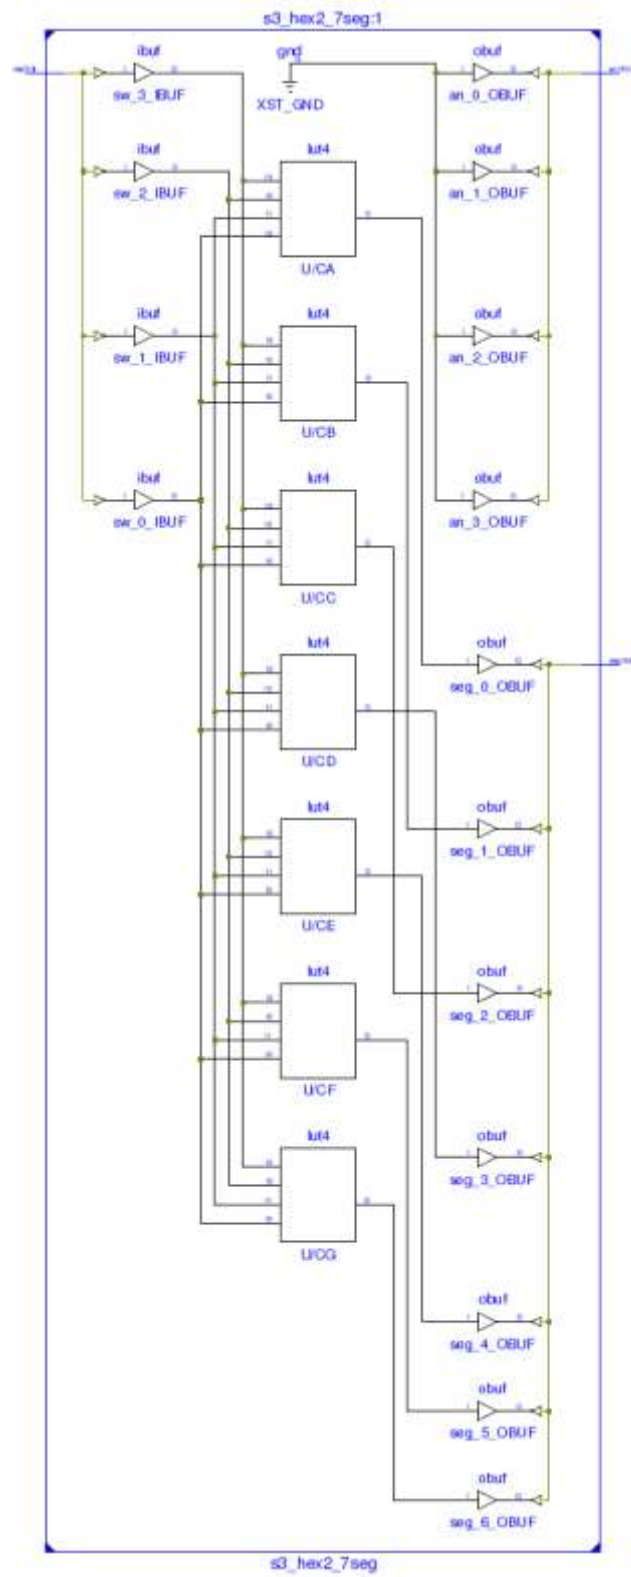 s3_hex2_7seg:1
ibuf
gnd
obuf
sw_3_IBUF
XST_GND
an_0_OBUF
ibuf
lut4
obuf
sw_2_IBUF
an_1_OBUF
U/CA
ibuf
lut4
obuf
sw_1_IBUF
an_2_OBUF
U/CB
ibuf
lut4
obuf
sw_0_IBUF
an_3_OBUF
U/CC
lut4
obuf
seg_0_OBUF
U/CD
lut4
obuf
seg_1_OBUF
U/CE
lut4
obuf
seg_2_OBUF
U/CF
lut4
obuf
seg_3_OBUF
U/CG
obuf
seg_4_OBUF
obuf
seg_5_OBUF
obuf
seg_6_OBUF
s3_hex2_7seg